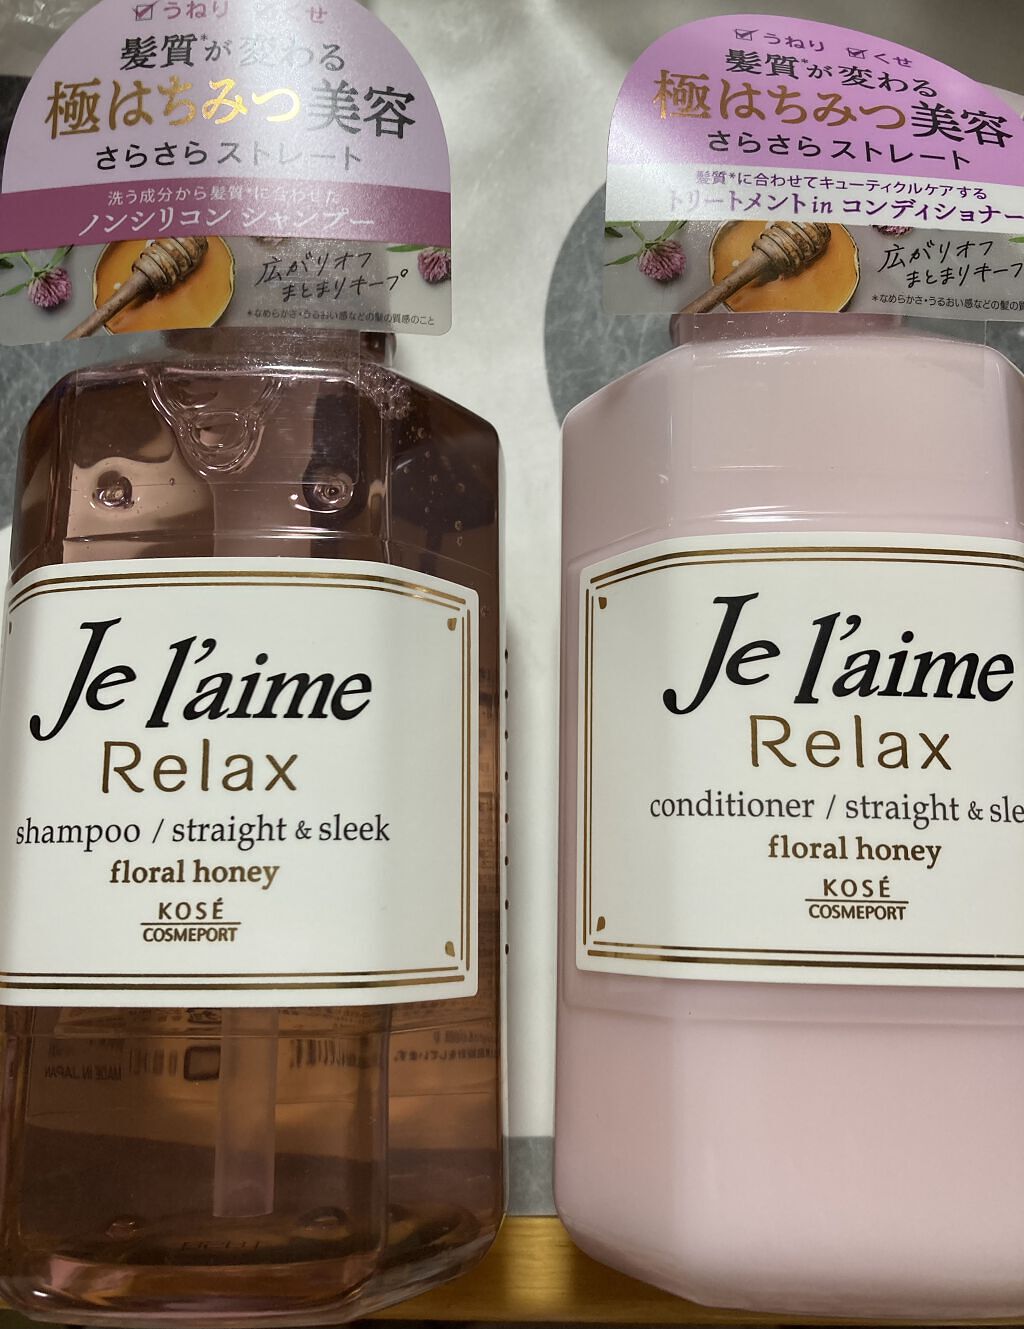 ☑うねり ☑くせ
髪質*が変わる
極はちみつ美容
さらさらストレート
洗う成分から髪質*に合わせた
ノンシリコン シャンプー
広がりオフ
まとまりキープ
*なめらかさ・うるおい感などの髪の質感のこと
Je l'aime
Relax
shampoo / straight & sleek
floral honey
KOSÉ
COSMEPORT
MADE IN JAPAN
☑うねり ☑くせ
髪質*が変わる
極はちみつ美容
さらさらストレート
髪質*に合わせてキューティクルケアする
トリートメントin コンディショナー
広がりオフ
まとまりキープ
*なめらかさ・うるおい感などの髪の質
Je l'aime
Relax
conditioner / straight & sle
floral honey
KOSÉ
COSMEPORT